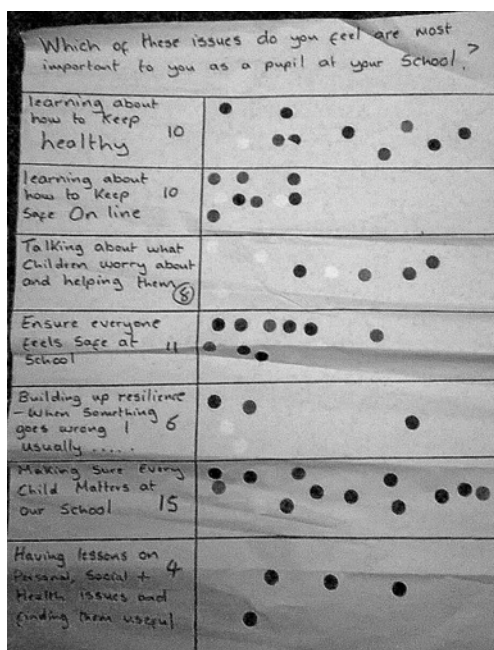 Which of these issues do you feel are most
important to you as a pupil at your School?
learning about
how to keep
healthy 10
learning about
how to keep 10
Safe On line
Talking about what
Children worry about
and helping them
8
Ensure everyone
feels Safe at
School 11
Building up resilience
- When Something
goes wrong I 6
usually .....
Making Sure Every
Child Matters at
our School 15
Having lessons on
Personal, Social + 4
Health issues and
finding them useful